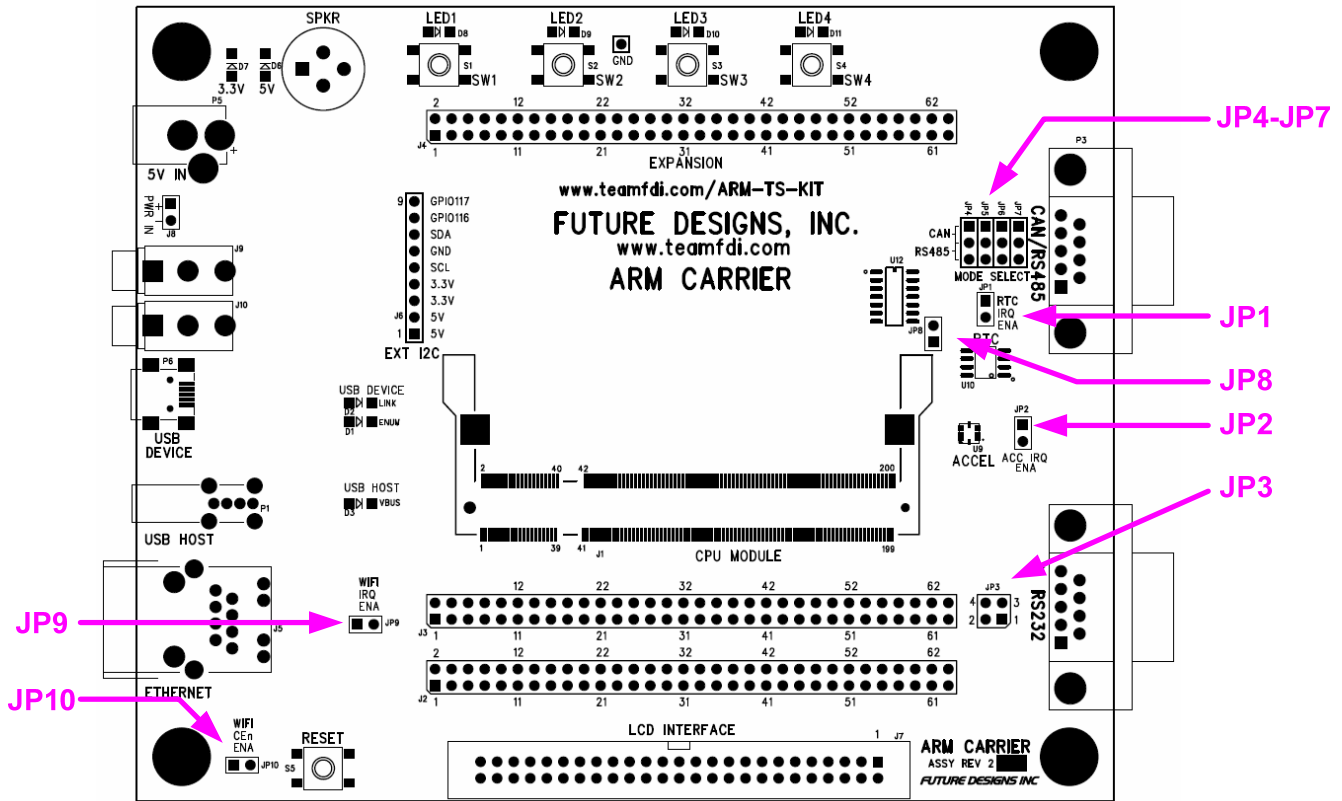 SPKR
LED1 LED2 LED3 LED4
D8 D9 D10 D11
GND
S1 S2 S3 S4
SW1 SW2 SW3 SW4
D7 D6
3.3V 5V
P5
+
5V IN
2 12 22 32 42 52 62
J4
1 11 21 31 41 51 61
EXPANSION
JP4-JP7
P3
www.teamfdi.com/ARM-TS-KIT
FUTURE DESIGNS, INC.
www.teamfdi.com
ARM CARRIER
PWR IN
+
-
J8
9 GPIO117
GPIO116
SDA
GND
SCL
3.3V
3.3V
J6 5V
1 5V
EXT I2C
JP4 JP5 JP6 JP7
CAN
RS485
MODE SELECT
CAN/RS485
J9
J10
U12
JP1
RTC
IRQ
ENA
JP1
JP8
RTC
U10
JP8
P6
USB
DEVICE
USB DEVICE
LINK
D2
ENUM
D1
JP2
ACC IRQ
ENA
JP2
U9
ACCEL
2 40 42 200
USB HOST
VBUS
D3
P1
USB HOST
1 39 41 J1 199
CPU MODULE
JP3
WIFI
IRQ
ENA
JP9
JP9
J5
ETHERNET
12 22 32 42 52 62
J3
1 11 21 31 41 51 61
JP3
4 3
2 1
RS232
2 12 22 32 42 52 62
J2
1 11 21 31 41 51 61
JP10
WIFI
CEn
ENA
JP10
RESET
S5
LCD INTERFACE
1 J7
ARM CARRIER
ASSY REV 2
FUTURE DESIGNS INC